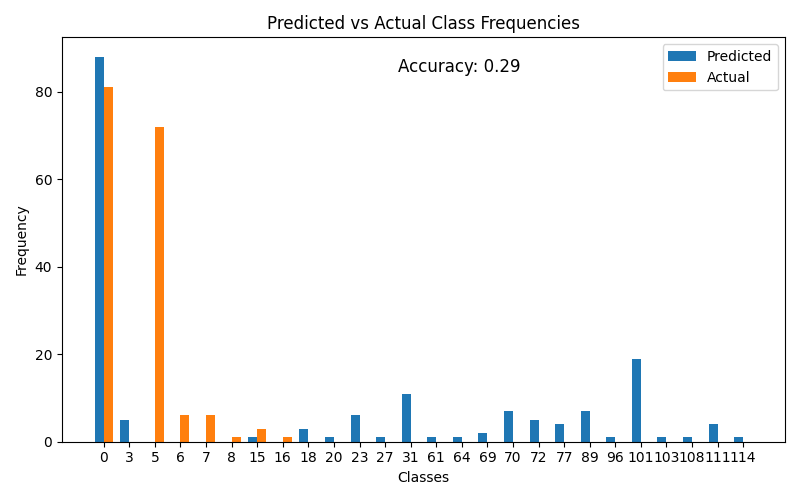 Predicted vs Actual Class Frequencies
Accuracy: 0.29
Predicted
Actual
Frequency
80
60
40
20
0
0 3 5 6 7 8 15 16 18 20 23 27 31 61 64 69 70 72 77 89 96 101 103 108 111 114
Classes